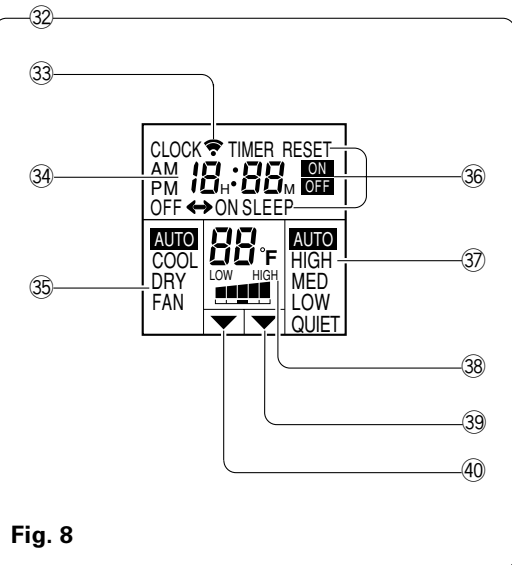 32
33
CLOCK TIMER RESET
34
AM
PM
18H:88M
ON
OFF
36
OFF ↔ ON SLEEP
35
AUTO
COOL
DRY
FAN
88°F
LOW HIGH
AUTO
HIGH
MED
LOW
QUIET
37
38
39
40
Fig. 8